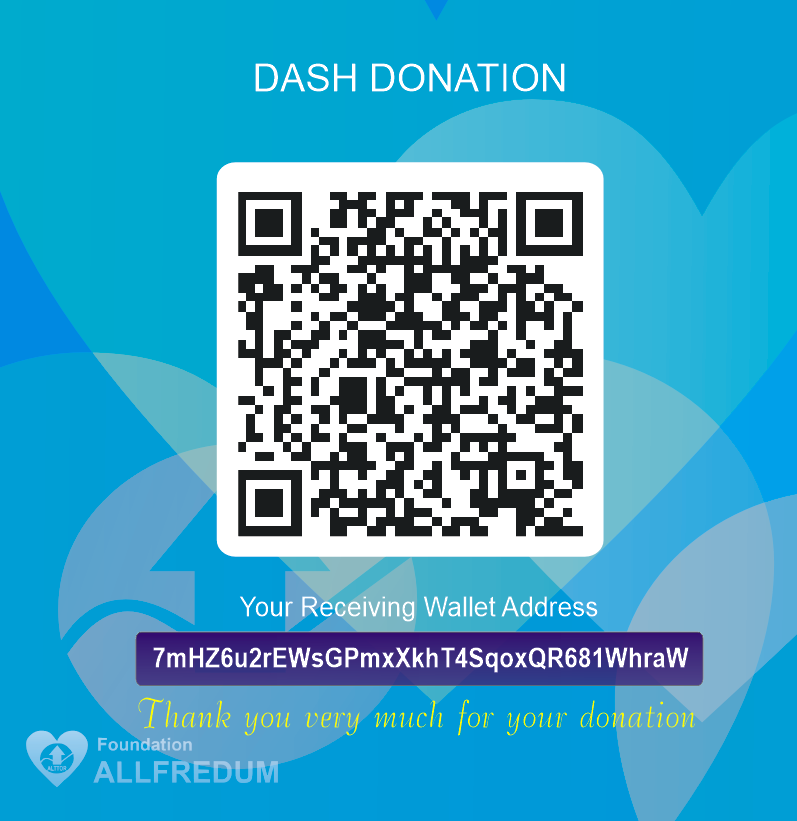 DASH DONATION
Your Receiving Wallet Address
7mHZ6u2rEWsGPmxXkhT4SqoxQR681WhraW
Thank you very much for your donation
Foundation
ALLFREDUM